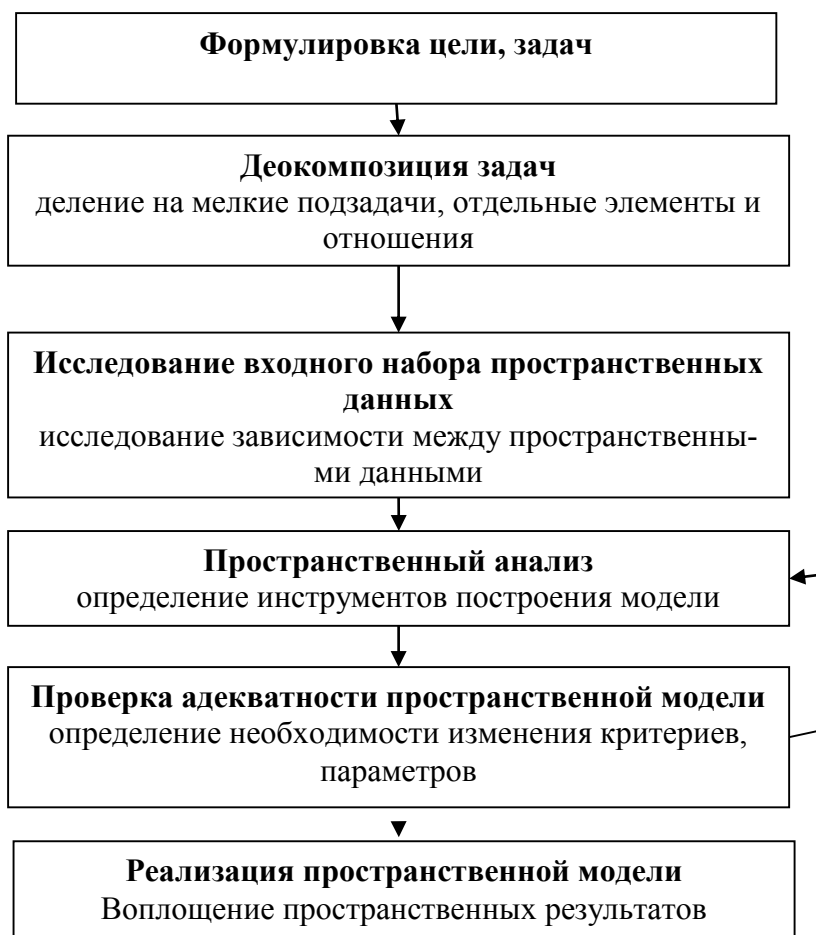 Формулировка цели, задач
Деокомпозиция задач
деление на мелкие подзадачи, отдельные элементы и
отношения
Исследование входного набора пространственных
данных
исследование зависимости между пространственны-
ми данными
Пространственный анализ
определение инструментов построения модели
Проверка адекватности пространственной модели
определение необходимости изменения критериев,
параметров
Реализация пространственной модели
Воплощение пространственных результатов